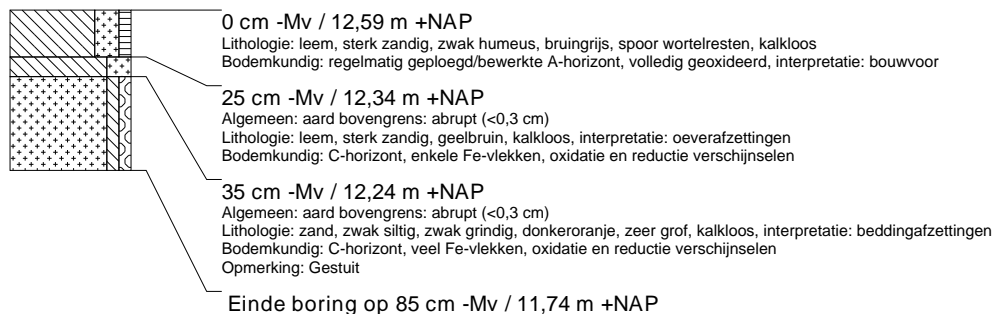 0 cm -Mv / 12,59 m +NAP
Lithologie: leem, sterk zandig, zwak humeus, bruingrijs, spoor wortelresten, kalkloos
Bodemkundig: regelmatig geploegd/bewerkte A-horizont, volledig geoxideerd, interpretatie: bouwvoor
25 cm -Mv / 12,34 m +NAP
Algemeen: aard bovengrens: abrupt (<0,3 cm)
Lithologie: leem, sterk zandig, geelbruin, kalkloos, interpretatie: oeverafzettingen
Bodemkundig: C-horizont, enkele Fe-vlekken, oxidatie en reductie verschijnselen
35 cm -Mv / 12,24 m +NAP
Algemeen: aard bovengrens: abrupt (<0,3 cm)
Lithologie: zand, zwak siltig, zwak grindig, donkeroranje, zeer grof, kalkloos, interpretatie: beddingafzettingen
Bodemkundig: C-horizont, veel Fe-vlekken, oxidatie en reductie verschijnselen
Opmerking: Gestuit
Einde boring op 85 cm -Mv / 11,74 m +NAP